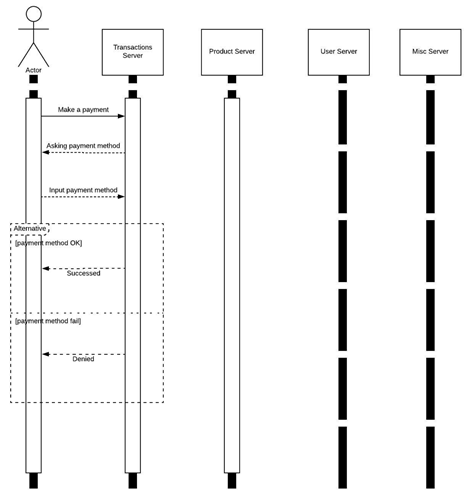 Transactions
Server
Product Server
User Server
Misc Server
Actor
Make a payment
Asking payment method
Input payment method
Alternative
[payment method OK]
Successed
[payment method fail]
Denied